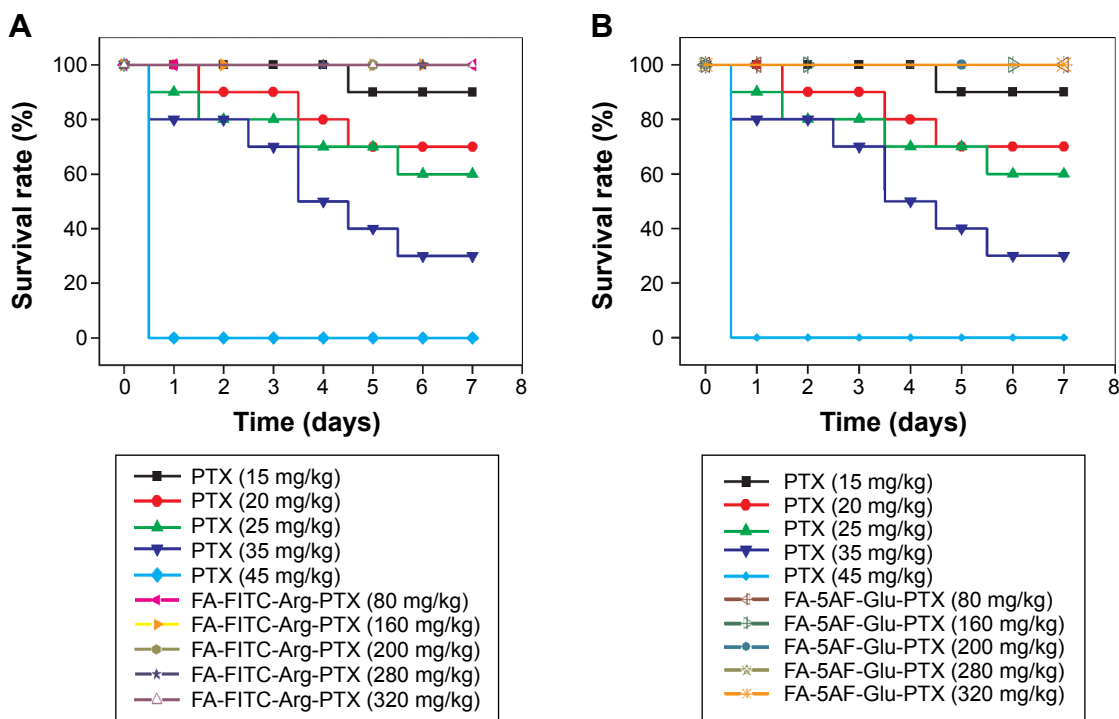 A
Survival rate (%)
100
80
60
40
20
0
0 1 2 3 4 5 6 7 8
Time (days)
PTX (15 mg/kg)
PTX (20 mg/kg)
PTX (25 mg/kg)
PTX (35 mg/kg)
PTX (45 mg/kg)
FA-FITC-Arg-PTX (80 mg/kg)
FA-FITC-Arg-PTX (160 mg/kg)
FA-FITC-Arg-PTX (200 mg/kg)
FA-FITC-Arg-PTX (280 mg/kg)
FA-FITC-Arg-PTX (320 mg/kg)
B
Survival rate (%)
100
80
60
40
20
0
0 1 2 3 4 5 6 7 8
Time (days)
PTX (15 mg/kg)
PTX (20 mg/kg)
PTX (25 mg/kg)
PTX (35 mg/kg)
PTX (45 mg/kg)
FA-5AF-Glu-PTX (80 mg/kg)
FA-5AF-Glu-PTX (160 mg/kg)
FA-5AF-Glu-PTX (200 mg/kg)
FA-5AF-Glu-PTX (280 mg/kg)
FA-5AF-Glu-PTX (320 mg/kg)